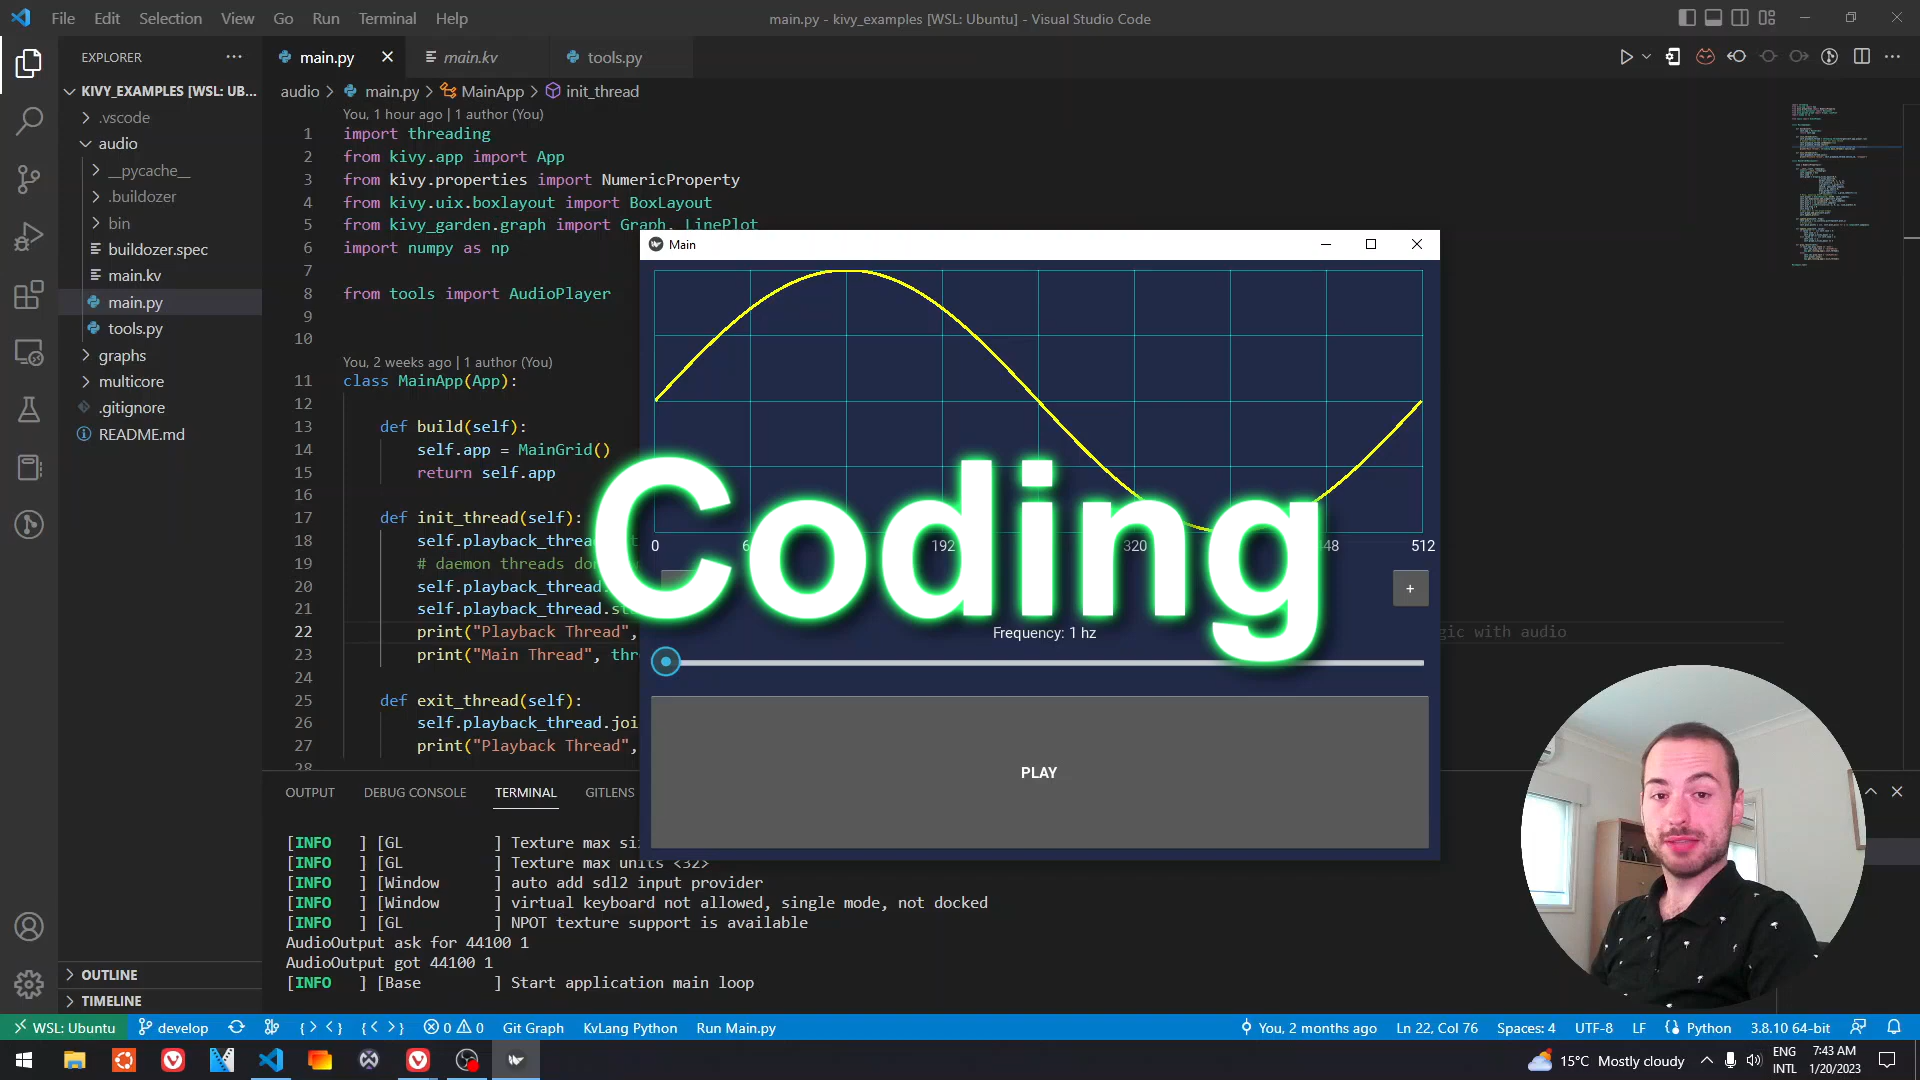 File Edit Selection View Go Run Terminal Help
main.py - kivy_examples [WSL: Ubuntu] - Visual Studio Code
EXPLORER
KIVY_EXAMPLES [WSL: UB...
.vscode
audio
__pycache__
.buildozer
bin
buildozer.spec
main.kv
main.py
tools.py
graphs
multicore
.gitignore
README.md
OUTLINE
TIMELINE
main.py main.kv tools.py
audio > main.py > MainApp > init_thread
You, 1 hour ago | 1 author (You)
1 import threading
2 from kivy.app import App
3 from kivy.properties import NumericProperty
4 from kivy.uix.boxlayout import BoxLayout
5 from kivy_garden.graph import Graph, LinePlot
6 import numpy as np
7
8 from tools import AudioPlayer
9
10
You, 2 weeks ago | 1 author (You)
11 class MainApp(App):
12
13 def build(self):
14 self.app = MainGrid()
15 return self.app
16
17 def init_thread(self):
18 self.playback_thread
19 # daemon threads
20 self.playback_thread.
21 self.playback_thread.
22 print("Playback Thread",
23 print("Main Thread",
24
25 def exit_thread(self):
26 self.playback_thread.joi
27 print("Playback Thread",
28
with audio
Main
0 192 320 512
+
Frequency: 1 hz
PLAY
Coding
OUTPUT DEBUG CONSOLE TERMINAL GITLENS
[INFO ] [GL ] Texture max
[INFO ] [GL ] Texture max units <32>
[INFO ] [Window ] auto add sdl2 input provider
[INFO ] [Window ] virtual keyboard not allowed, single mode, not docked
[INFO ] [GL ] NPOT texture support is available
AudioOutput ask for 44100 1
AudioOutput got 44100 1
[INFO ] [Base ] Start application main loop
WSL: Ubuntu develop 0 0 Git Graph KvLang Python Run Main.py You, 2 months ago Ln 22, Col 76 Spaces: 4 UTF-8 LF Python 3.8.10 64-bit
15°C Mostly cloudy ENG INTL 7:43 AM 1/20/2023